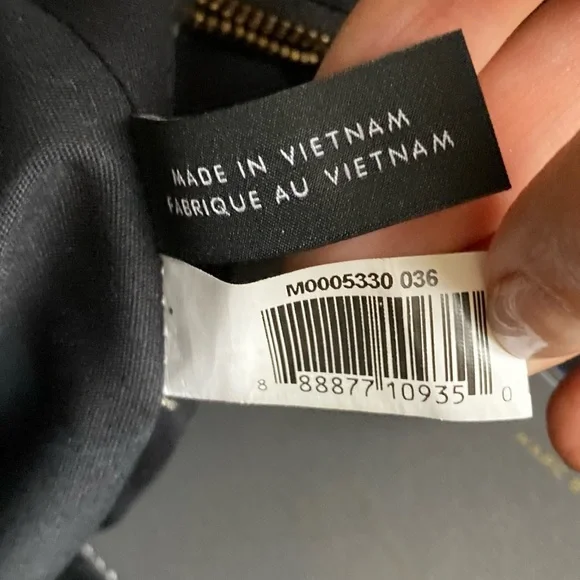 MADE IN VIETNAM
FABRIQUE AU VIETNAM
M0005330 036
8 88877 10935 0